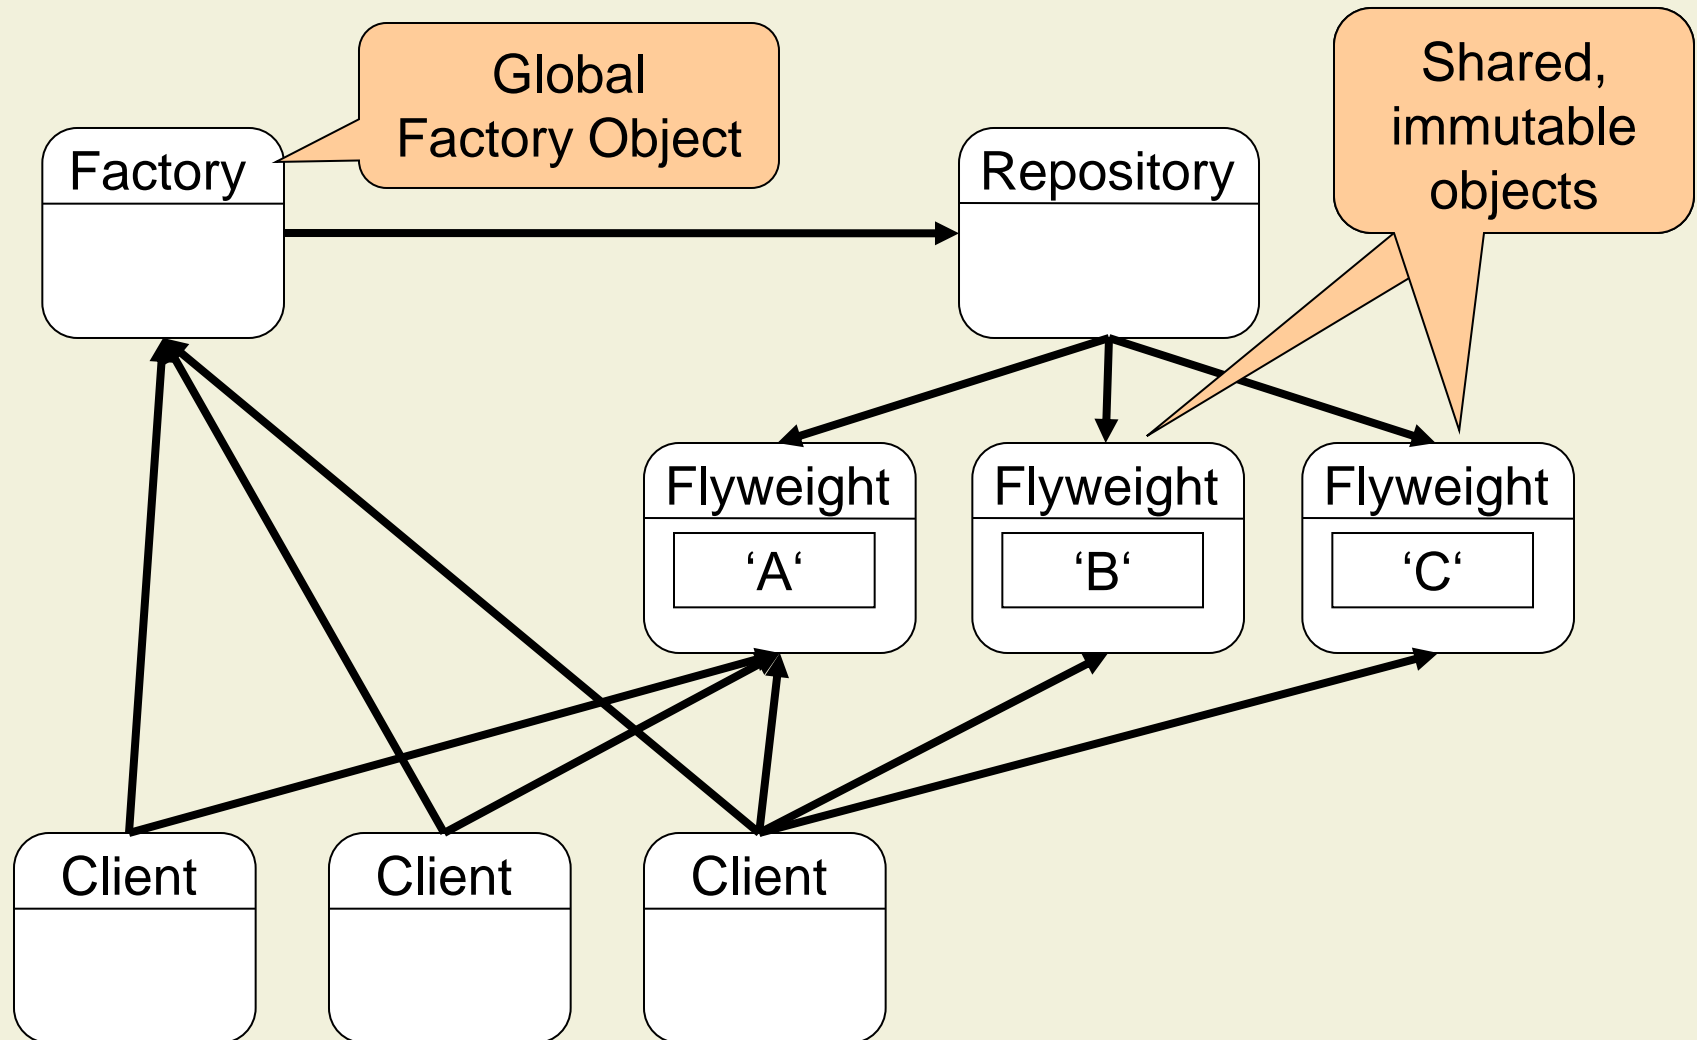 Global
Factory Object
Shared,
immutable
objects
Factory
Repository
Flyweight
Flyweight
Flyweight
‘A‘
‘B‘
‘C‘
Client
Client
Client